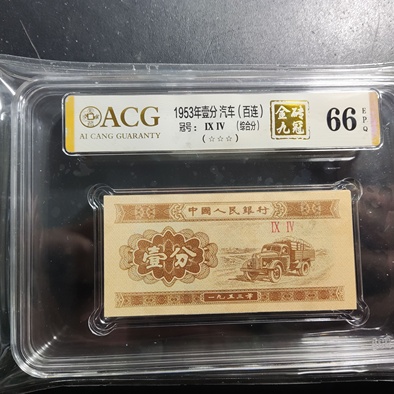 ACG
AI CANG GUARANTY
1953年壹分 汽车（百连）
冠号： IX IV （综合分）
（☆☆☆）
金砖
九冠
66 EPQ
中國人民銀行
IX IV
壹分
一九五三年